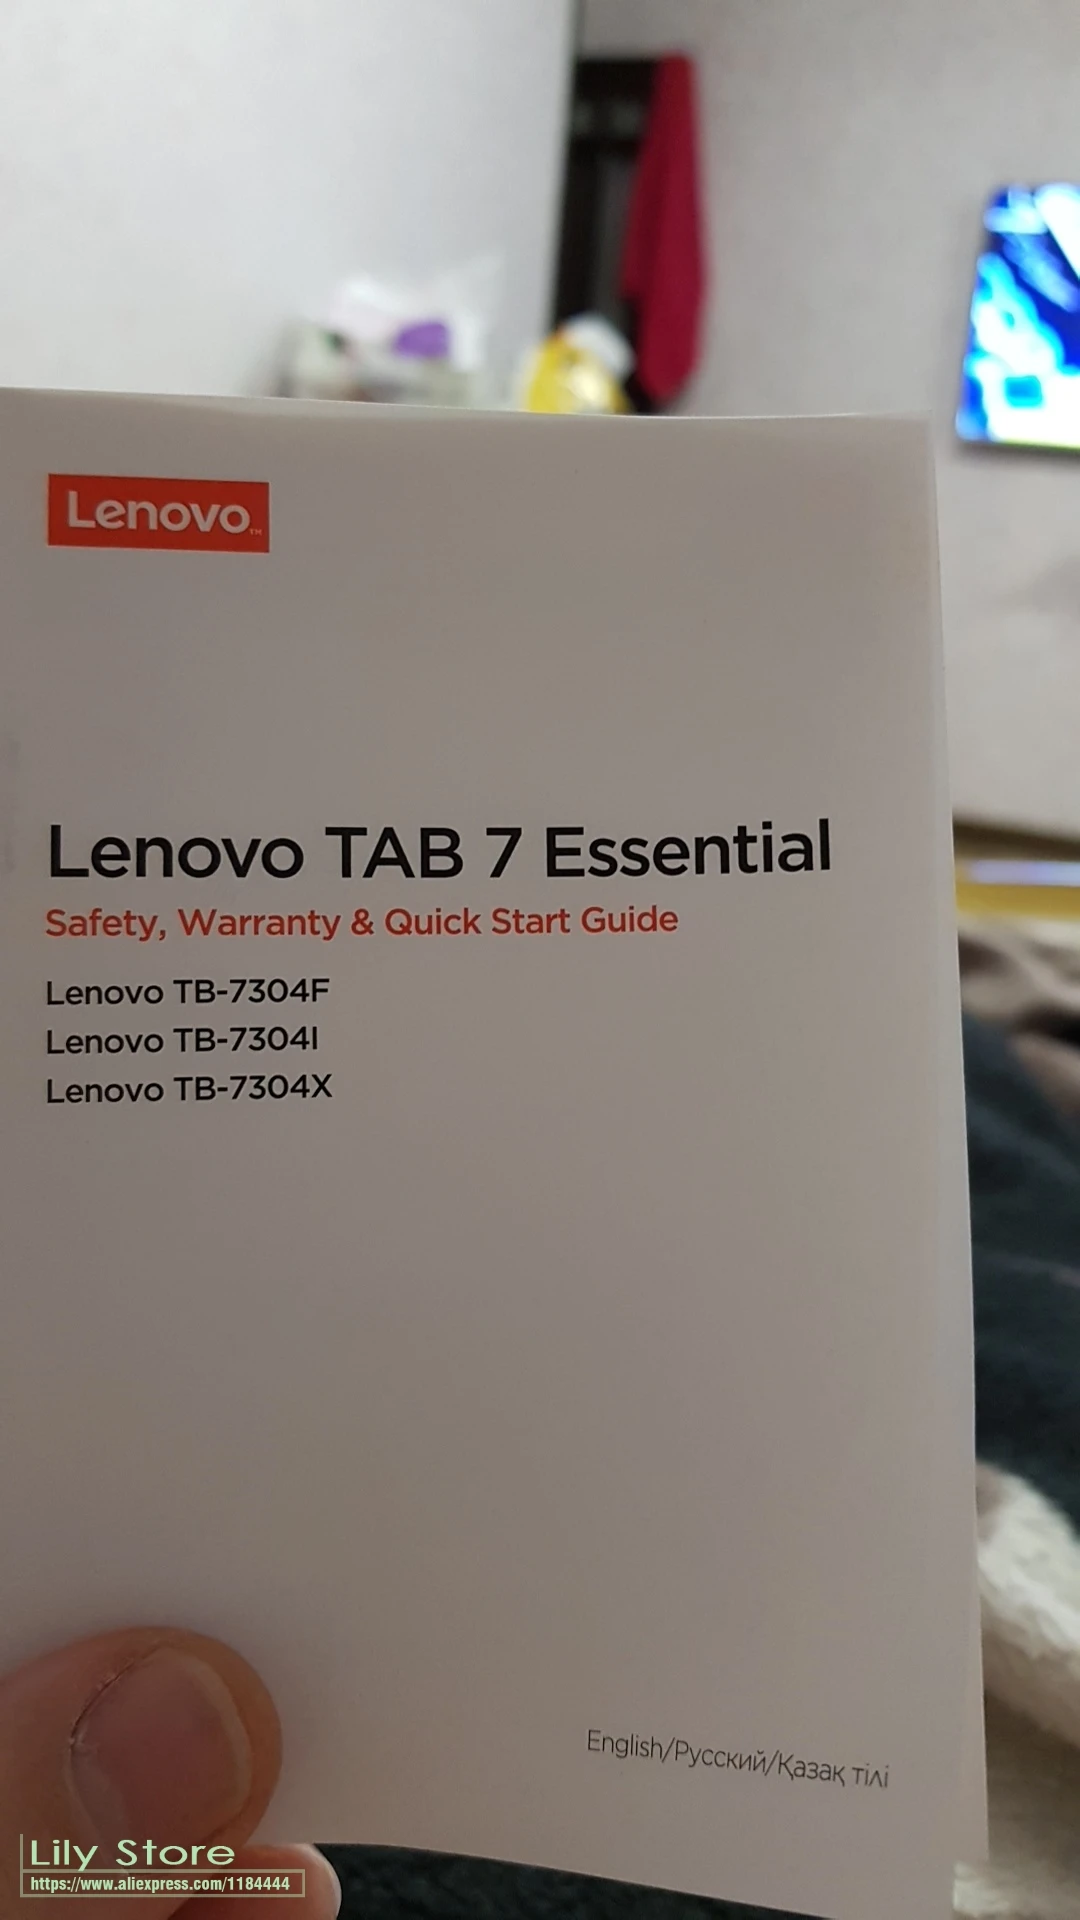 Lenovo™
Lenovo TAB 7 Essential
Safety, Warranty & Quick Start Guide
Lenovo TB-7304F
Lenovo TB-7304I
Lenovo TB-7304X
English/Русский/Қазақ тілі
Lily Store
https://www.aliexpress.com/1184444